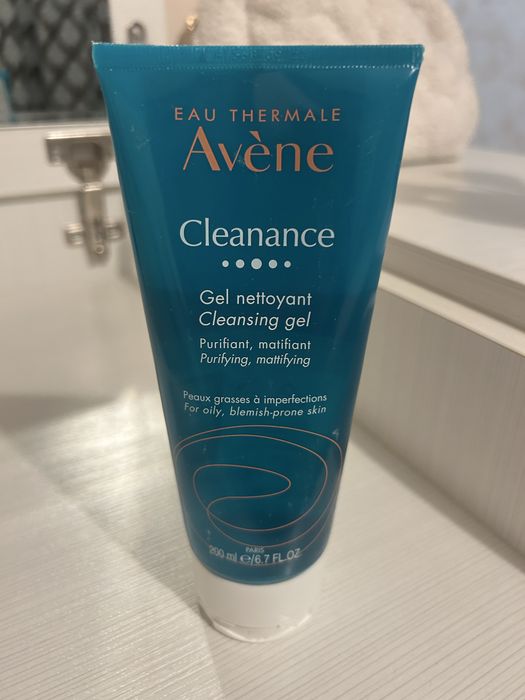 EAU THERMALE
Avène
Cleanance
Gel nettoyant
Cleansing gel
Purifiant, matifiant
Purifying, mattifying
Peaux grasses à imperfections
For oily, blemish-prone skin
PARIS
200 ml ℮/6.7 FL.OZ